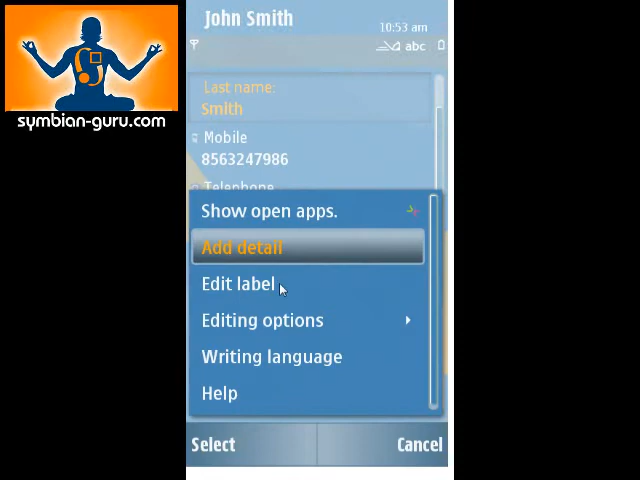 symbian-guru.com
John Smith
10:53 am
abc
Last name:
Smith
Mobile
8563247986
Telephone
Show open apps.
Add detail
Edit label
Editing options
Writing language
Help
Select
Cancel